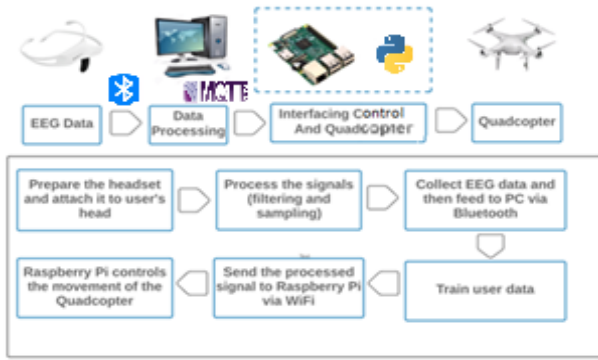 MQTT
EEG Data
Data
Processing
Interfacing Control
And Quadcopter
Quadcopter
Prepare the headset
and attach it to user's
head
Process the signals
(filtering and
sampling)
Collect EEG data and
then feed to PC via
Bluetooth
Raspberry Pi controls
the movement of the
Quadcopter
Send the processed
signal to Raspberry Pi
via WiFi
Train user data